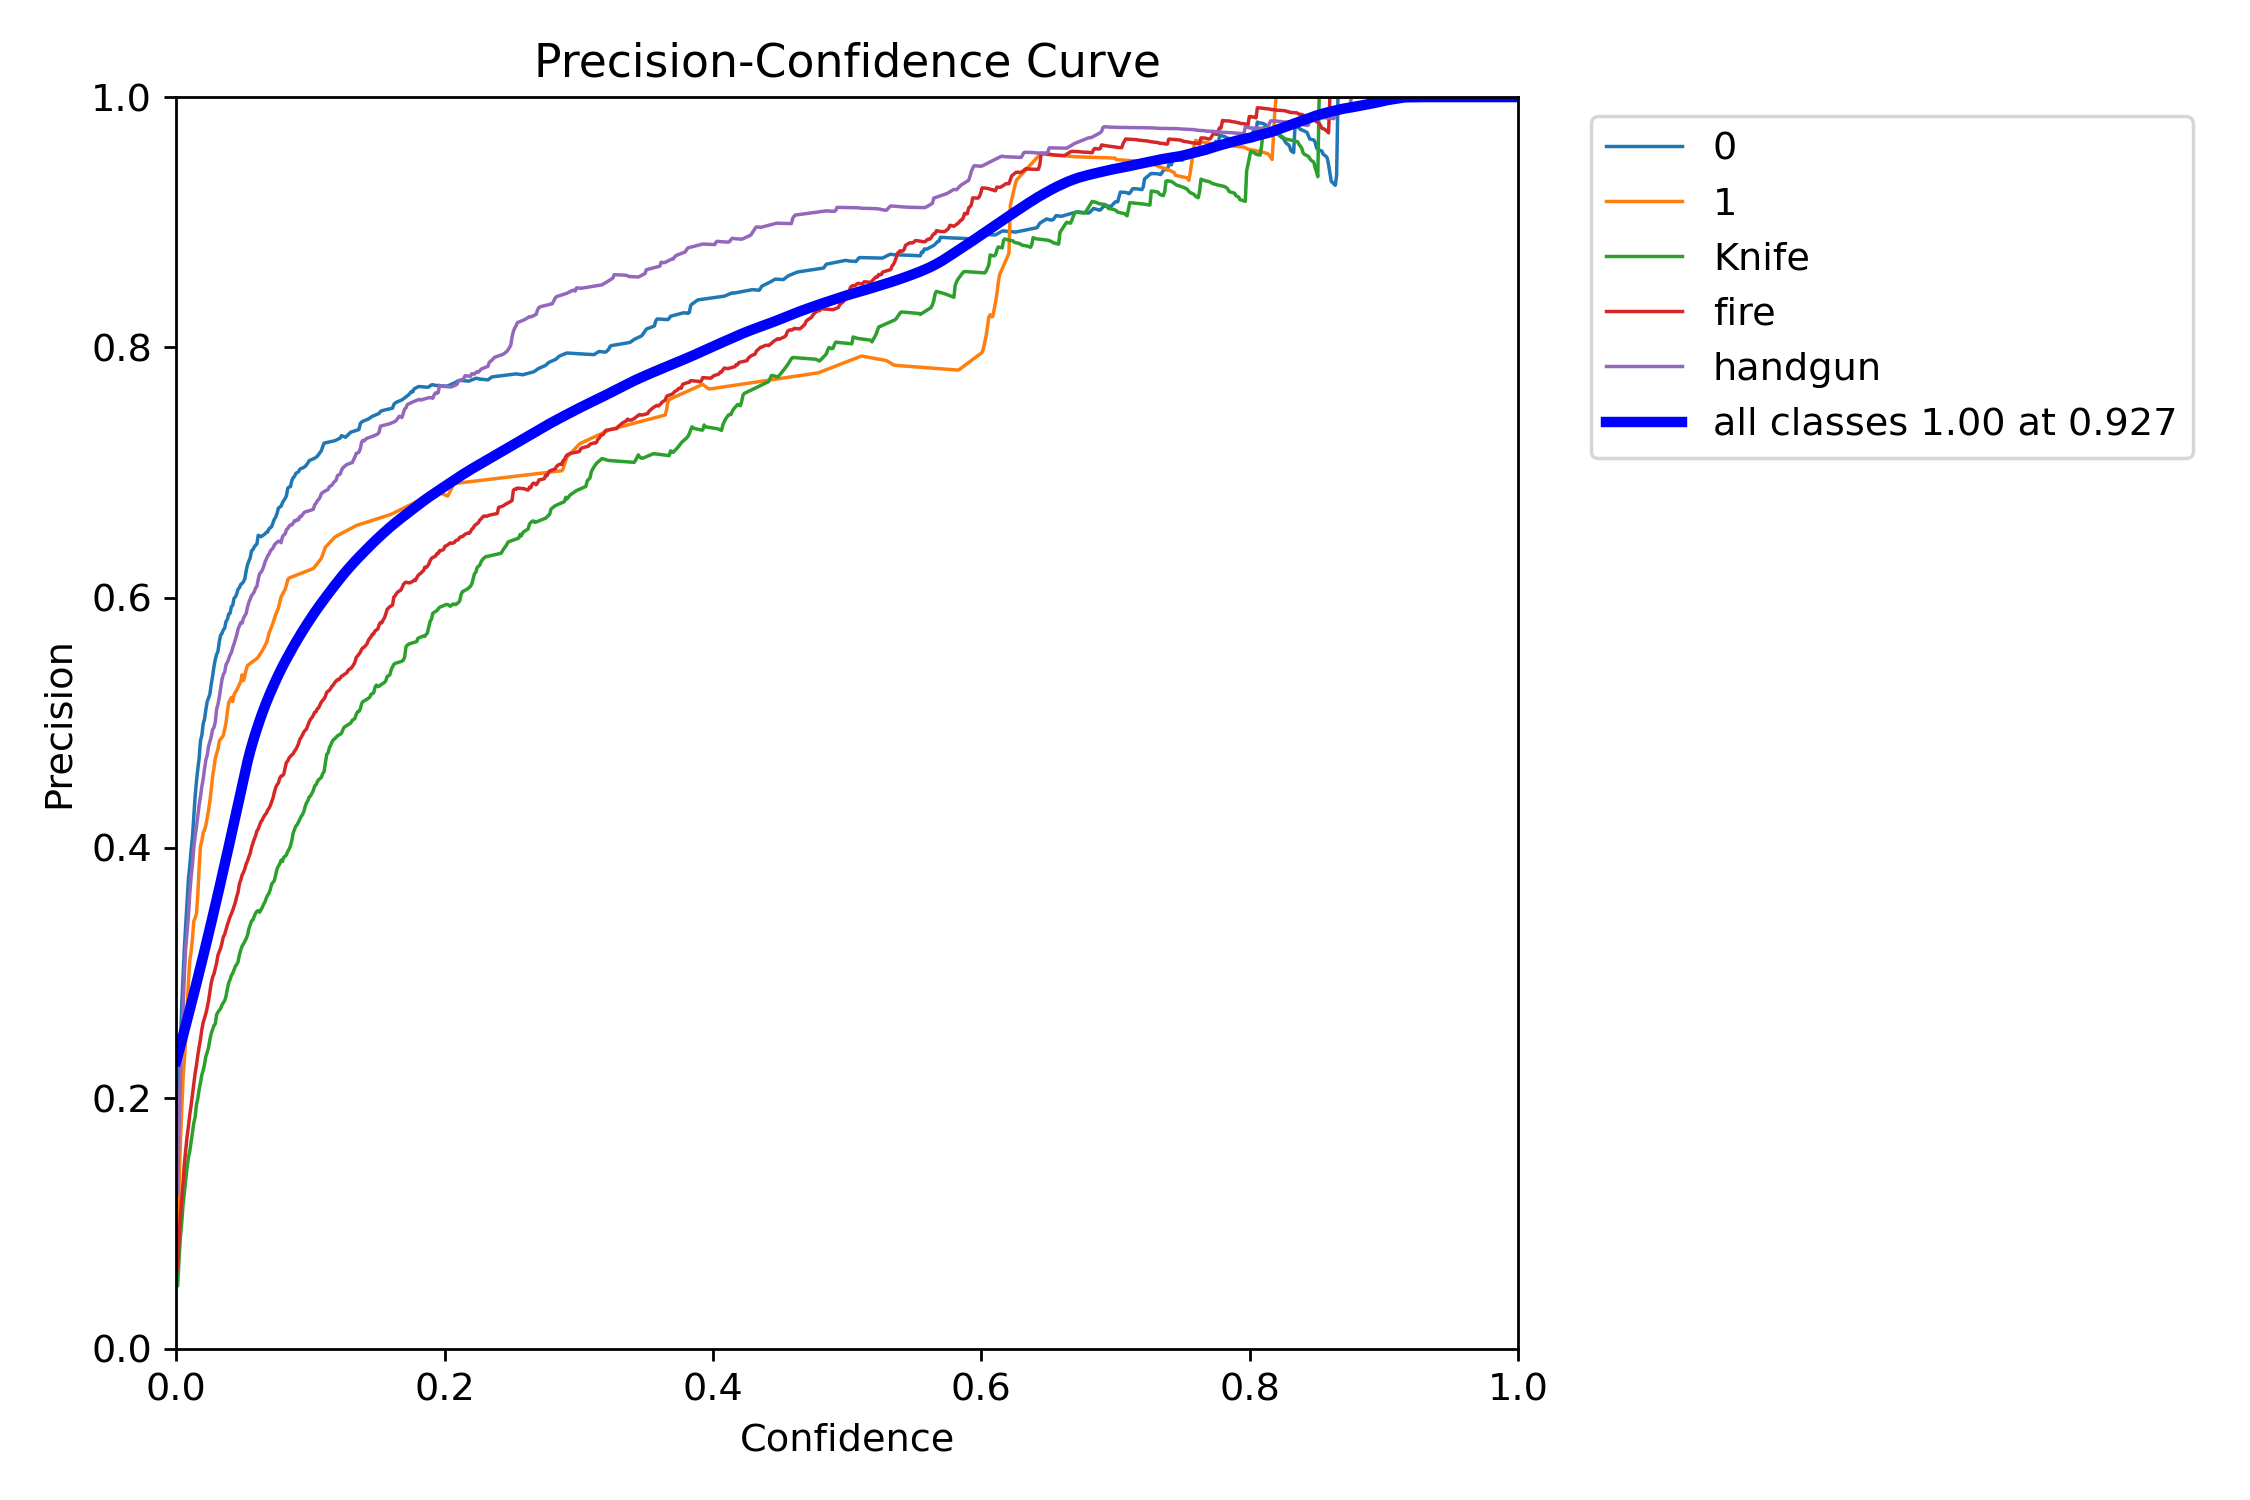 Precision-Confidence Curve
1.0
0.8
0.6
0.4
0.2
0.0
Precision
0.0 0.2 0.4 0.6 0.8 1.0
Confidence
0
1
Knife
fire
handgun
all classes 1.00 at 0.927